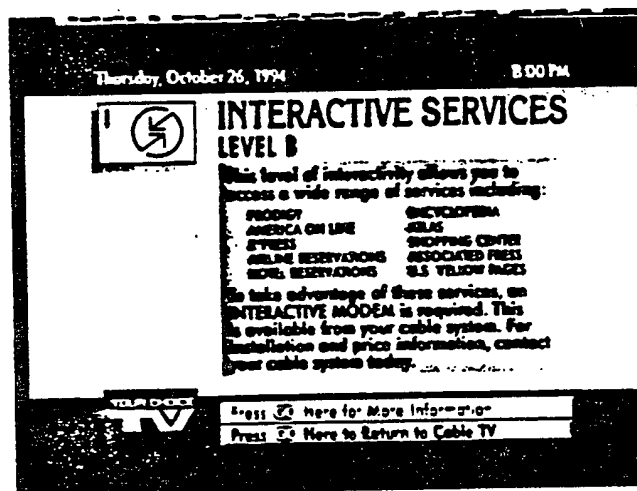 Thursday, October 26, 1994
8:00 PM
INTERACTIVE SERVICES
LEVEL B
This level of interactivity allows you to
access a wide range of services including:
PRODIGY
ENCYCLOPEDIA
AMERICA ON LINE
ATLAS
X*PRESS
SHOPPING CENTER
AIRLINE RESERVATIONS
ASSOCIATED PRESS
HOTEL RESERVATIONS
U.S. YELLOW PAGES
To take advantage of these services, an
INTERACTIVE MODEM is required. This
is available from your cable system. For
installation and price information, contact
your cable system today.
YOUR CHOICE
TV
Press Here for More Information
Press Here to Return to Cable TV